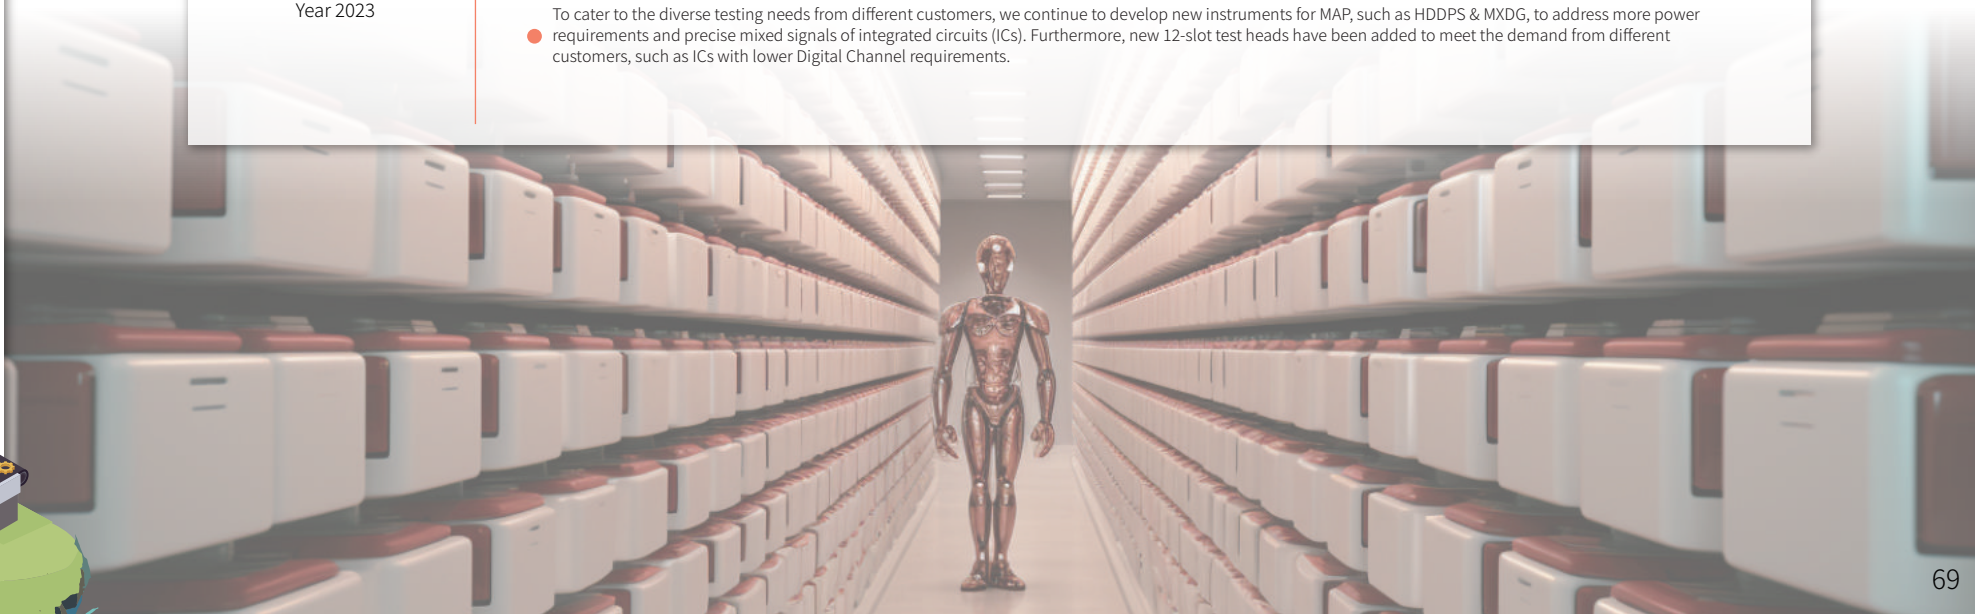 Year 2023
To cater to the diverse testing needs from different customers, we continue to develop new instruments for MAP, such as HDDPS & MXDG, to address more power
requirements and precise mixed signals of integrated circuits (ICs). Furthermore, new 12-slot test heads have been added to meet the demand from different
customers, such as ICs with lower Digital Channel requirements.
69